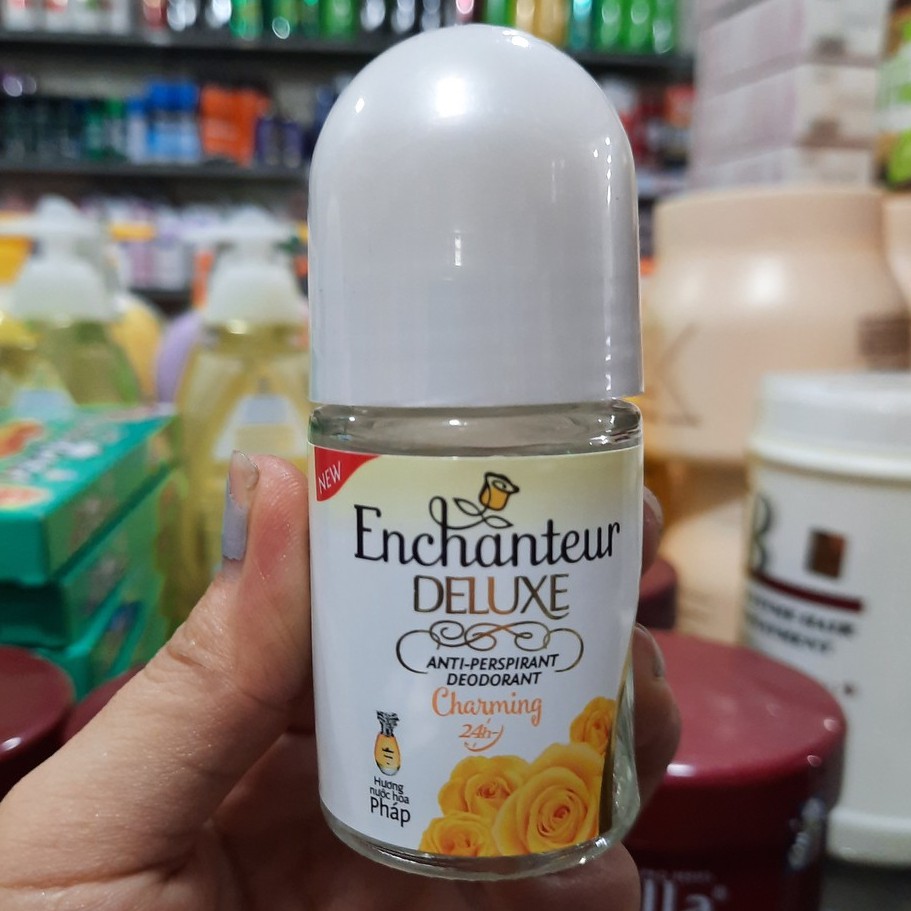 NEW
Enchanteur
DELUXE
ANTI-PERSPIRANT
DEODORANT
Charming
24h
Hương
nước hoa
Pháp